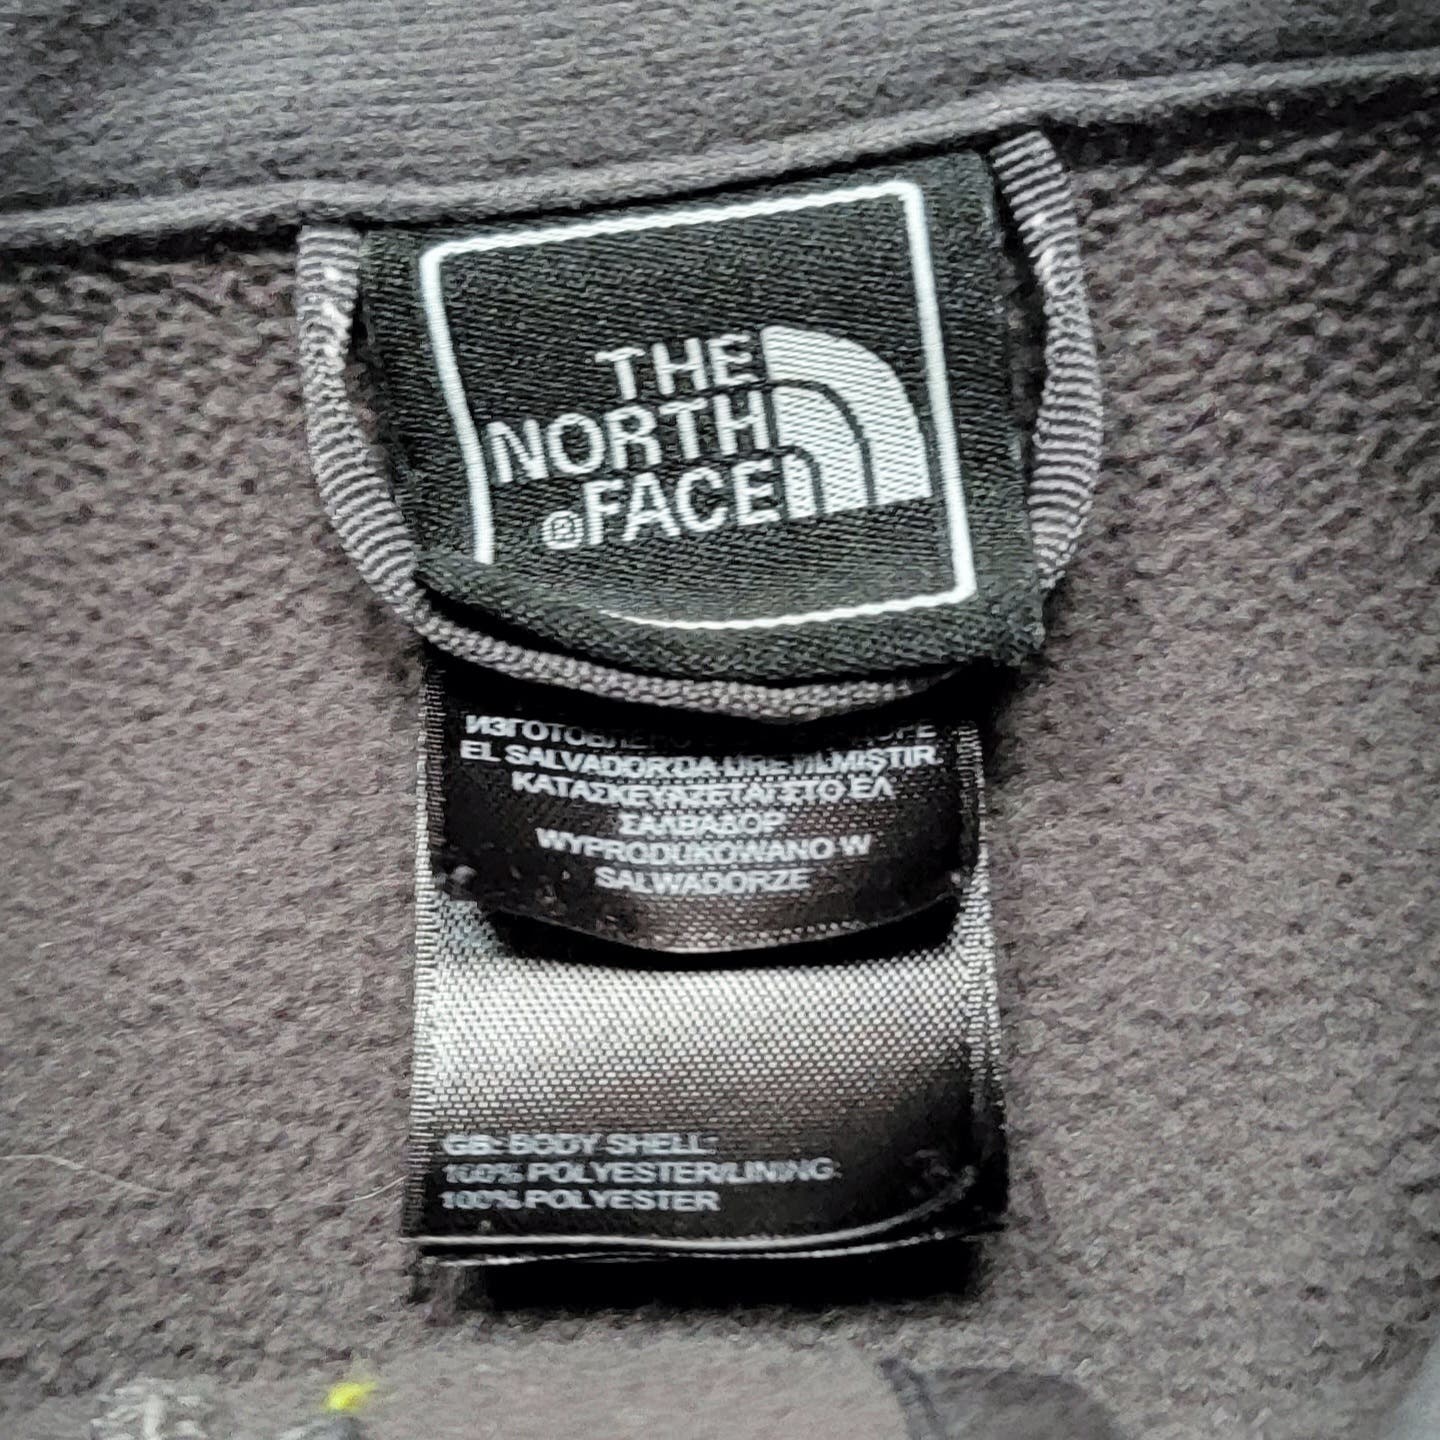 THE
NORTH
®FACE
EL SALVADOR'DA ÜRETİLMİŞTİR.
ΚΑΤΑΣΚΕΥΑΖΕΤΑΙ ΣΤΟ ΕΛ
ΣΑΛΒΑΔΟΡ
WYPRODUKOWANO W
SALWADORZE
GB: BODY SHELL:
100% POLYESTER/LINING:
100% POLYESTER